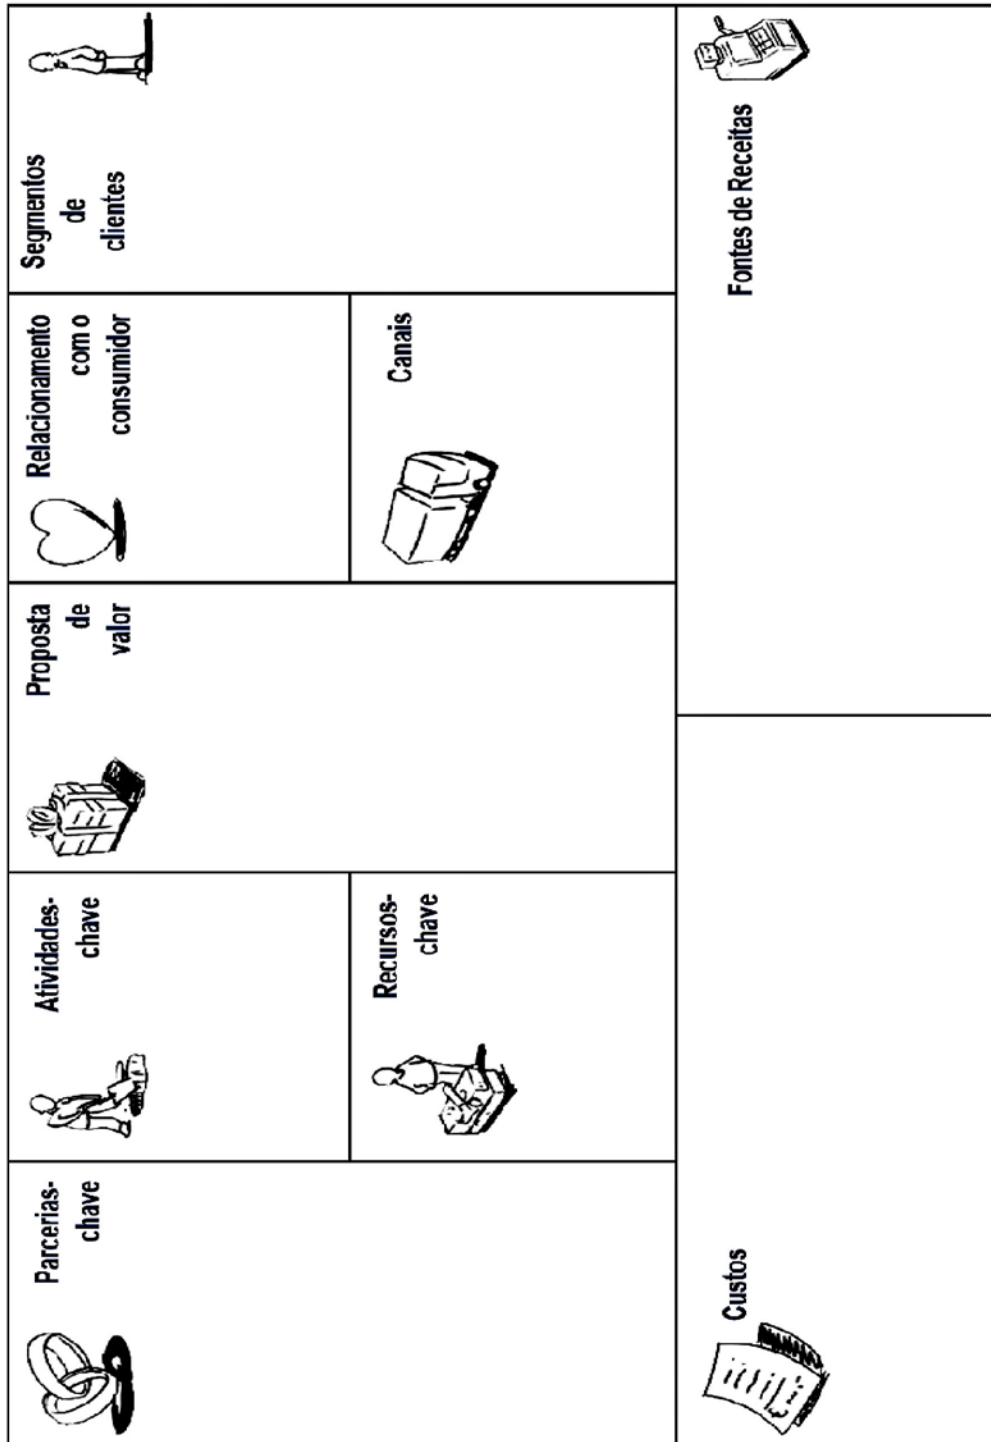 Parcerias-
chave
Atividades-
chave
Recursos-
chave
Proposta
de
valor
Relacionamento
com o
consumidor
Canais
Segmentos
de
clientes
Custos
Fontes de Receitas